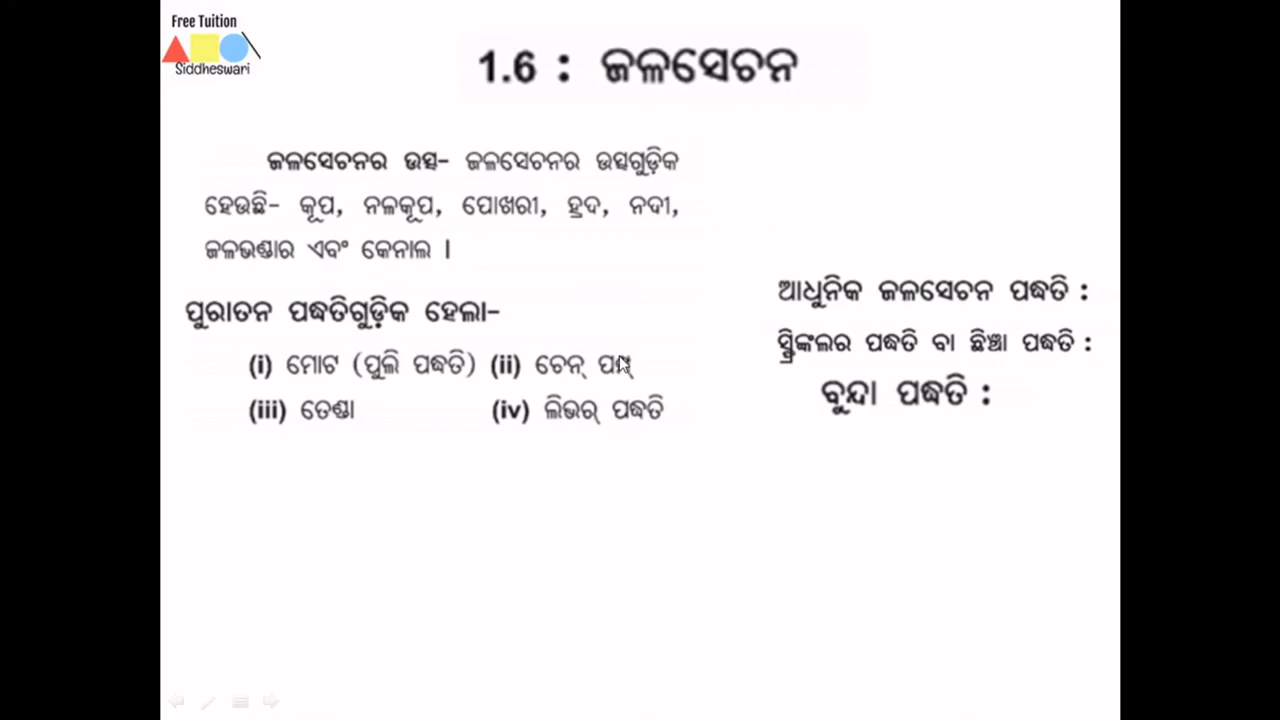 Free Tuition
Siddheswari
1.6 : ଜଳସେଚନ
ଜଳସେଚନର ଉତ୍ସ- ଜଳସେଚନର ଉତ୍ସଗୁଡ଼ିକ
ହେଉଛି- କୂପ, ନଳକୂପ, ପୋଖରୀ, ହ୍ରଦ, ନଦୀ,
ଜଳଭଣ୍ଡାର ଏବଂ କେନାଲ ।
ପୁରାତନ ପଦ୍ଧତିଗୁଡ଼ିକ ହେଲା-
(i) ମୋଟ (ପୁଲି ପଦ୍ଧତି) (ii) ଚେନ୍
(iii) ତେଣ୍ଡା (iv) ଲିଭର୍ ପଦ୍ଧତି
ଆଧୁନିକ ଜଳସେଚନ ପଦ୍ଧତି :
ସ୍ପ୍ରିଙ୍କଲର ପଦ୍ଧତି ବା ଛିଞ୍ଚା ପଦ୍ଧତି :
ବୁନ୍ଦା ପଦ୍ଧତି :